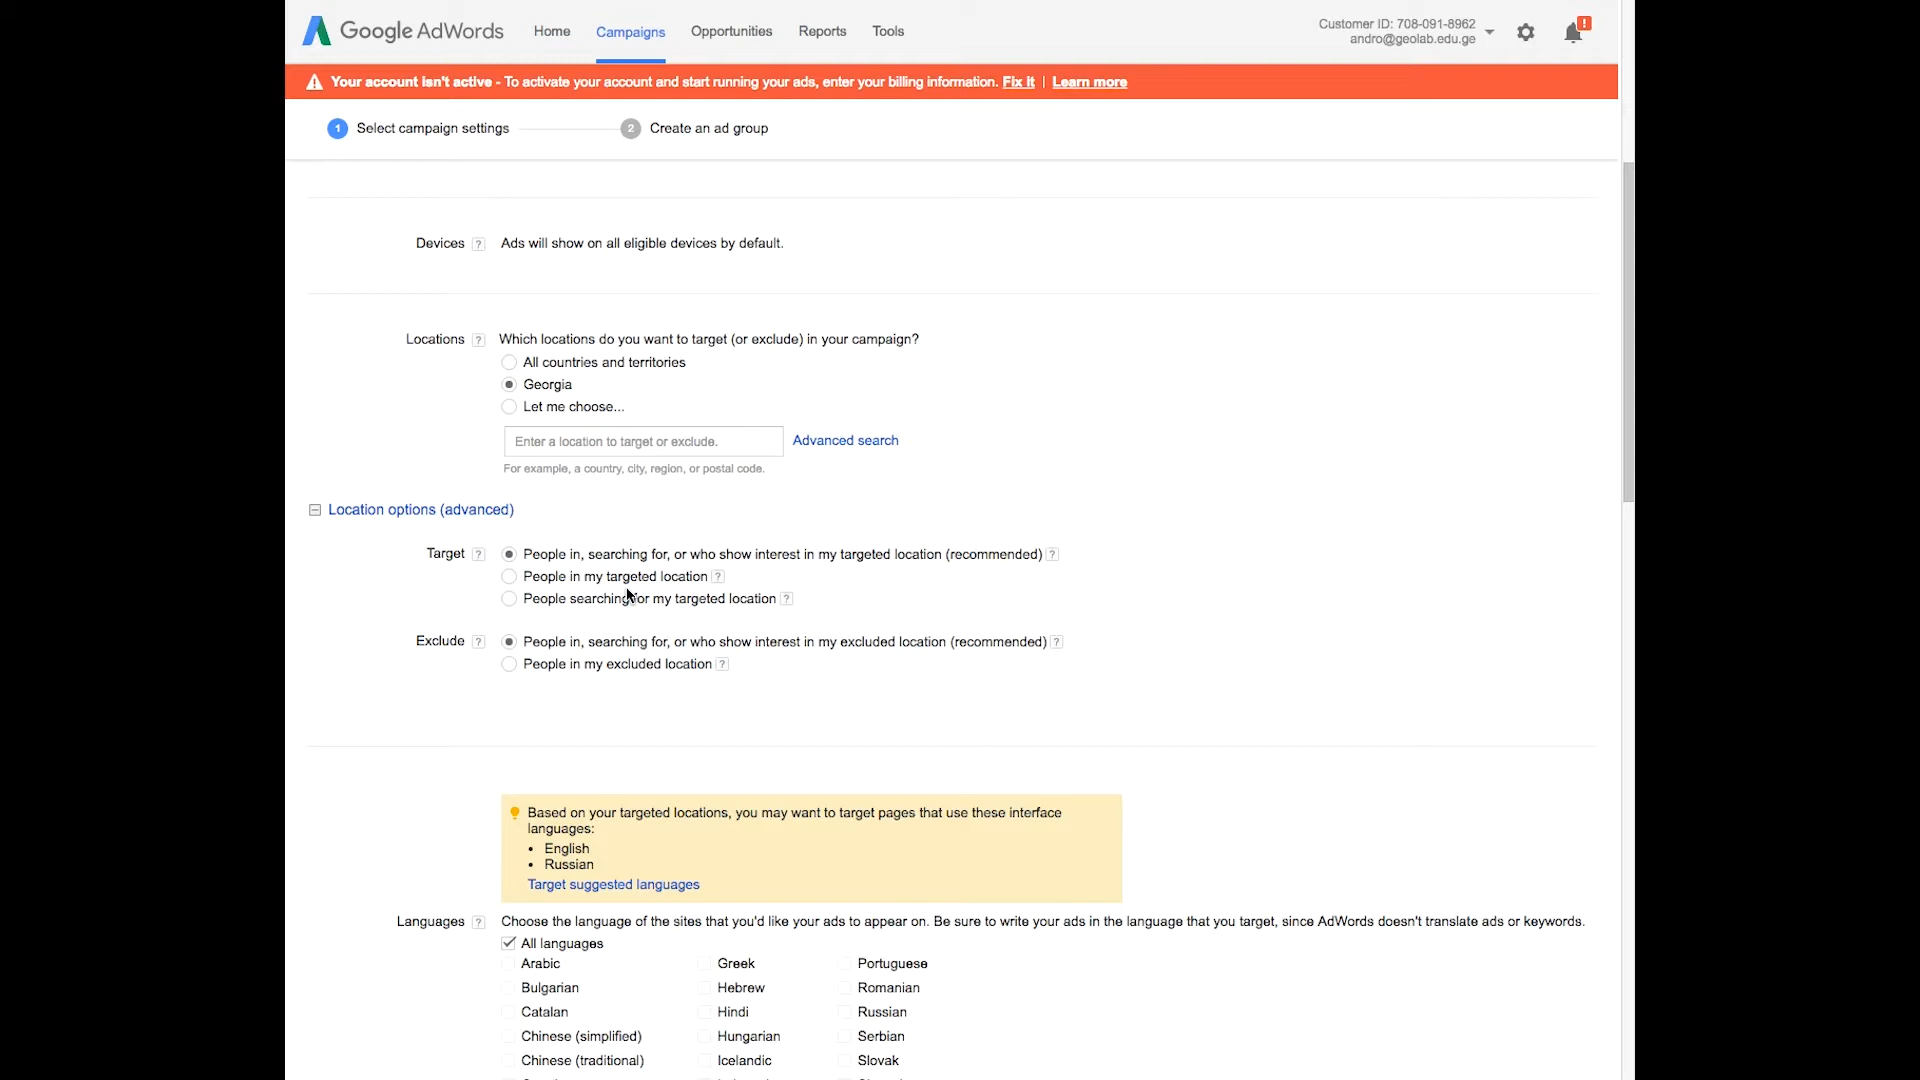 Google AdWords Home Campaigns Opportunities Reports Tools
Customer ID: 708-091-8962
andro@geolab.edu.ge
!
Your account isn't active - To activate your account and start running your ads, enter your billing information. Fix it | Learn more
1 Select campaign settings 2 Create an ad group
Devices ? Ads will show on all eligible devices by default.
Locations ? Which locations do you want to target (or exclude) in your campaign?
All countries and territories
Georgia
Let me choose...
Enter a location to target or exclude. Advanced search
For example, a country, city, region, or postal code.
Location options (advanced)
Target ? People in, searching for, or who show interest in my targeted location (recommended) ?
People in my targeted location ?
People searching for my targeted location ?
Exclude ? People in, searching for, or who show interest in my excluded location (recommended) ?
People in my excluded location ?
Based on your targeted locations, you may want to target pages that use these interface
languages:
• English
• Russian
Target suggested languages
Languages ? Choose the language of the sites that you'd like your ads to appear on. Be sure to write your ads in the language that you target, since AdWords doesn't translate ads or keywords.
All languages
Arabic Greek Portuguese
Bulgarian Hebrew Romanian
Catalan Hindi Russian
Chinese (simplified) Hungarian Serbian
Chinese (traditional) Icelandic Slovak